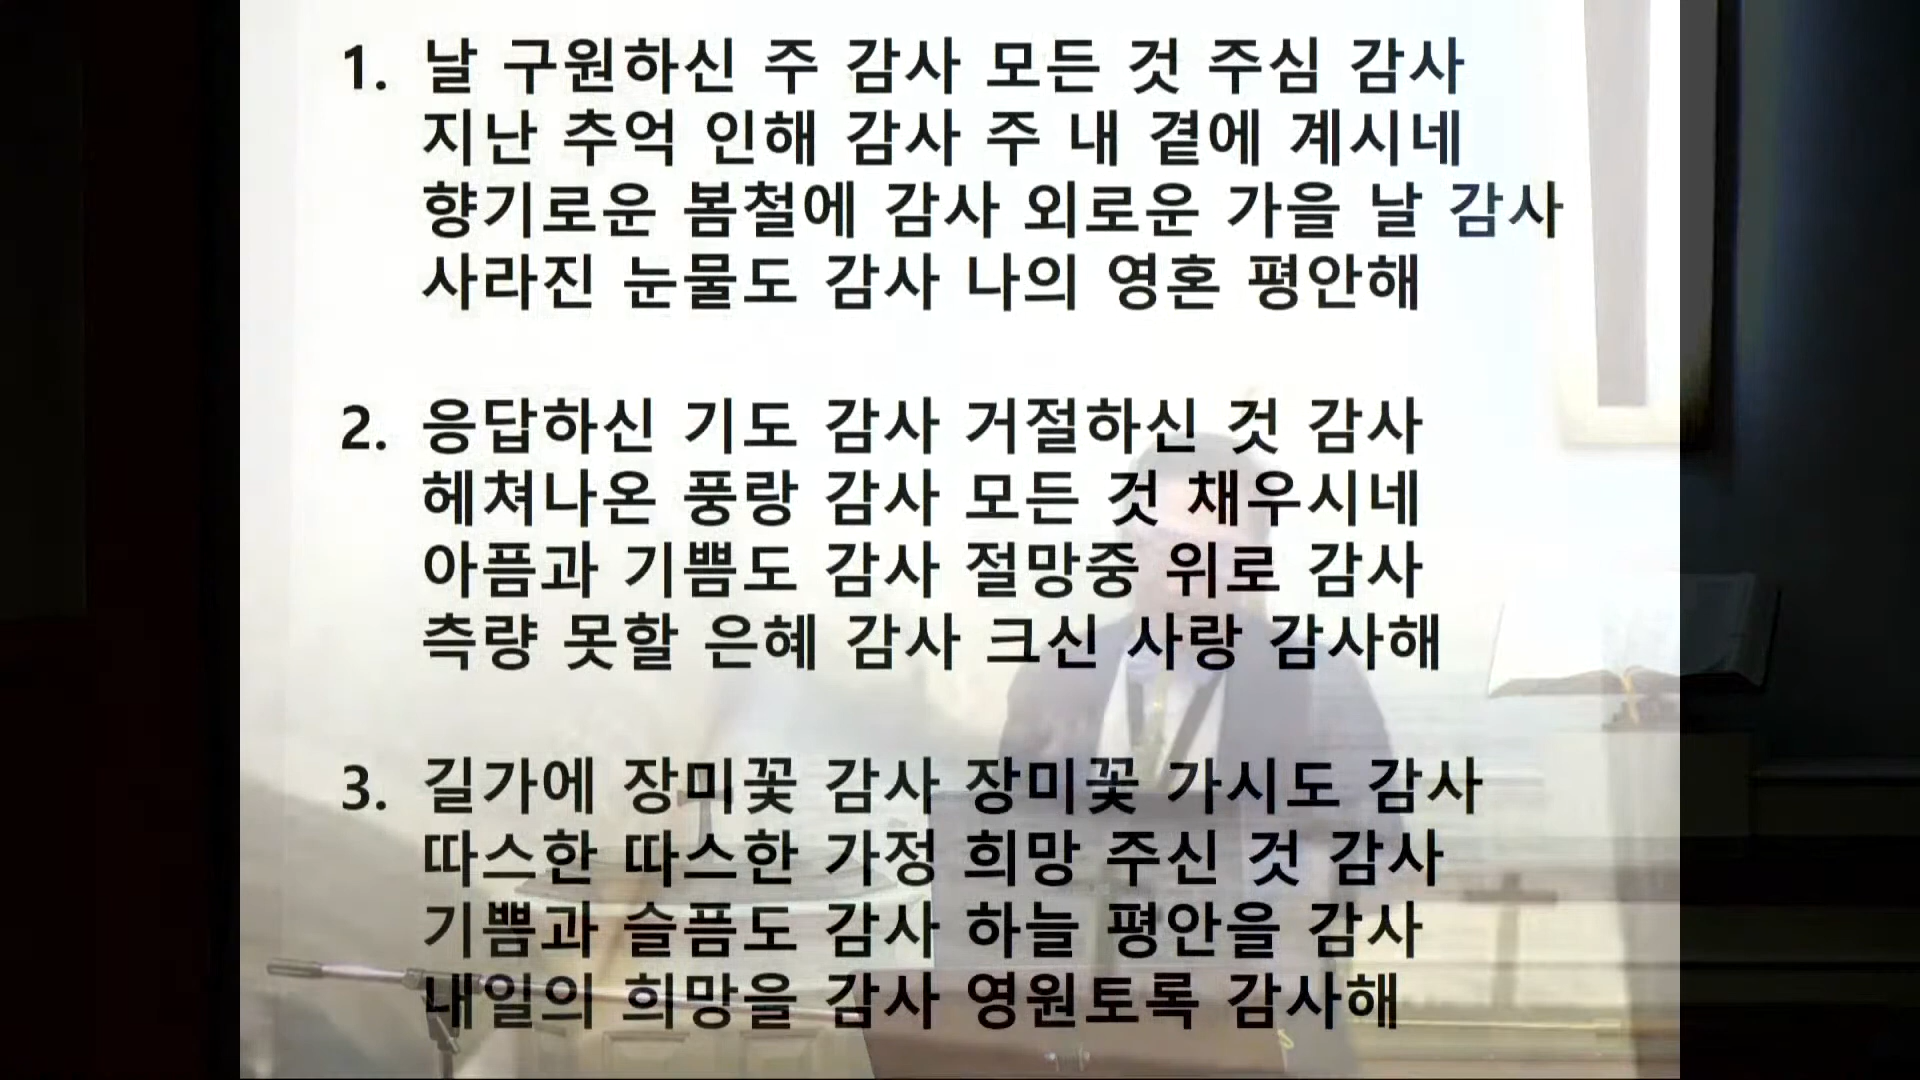 1. 날 구원하신 주 감사 모든 것 주심 감사
지난 추억 인해 감사 주 내 곁에 계시네
향기로운 봄철에 감사 외로운 가을 날 감사
사라진 눈물도 감사 나의 영혼 평안해
2. 응답하신 기도 감사 거절하신 것 감사
헤쳐나온 풍랑 감사 모든 것 채우시네
아픔과 기쁨도 감사 절망중 위로 감사
측량 못할 은혜 감사 크신 사랑 감사해
3. 길가에 장미꽃 감사 장미꽃 가시도 감사
따스한 따스한 가정 희망 주신 것 감사
기쁨과 슬픔도 감사 하늘 평안을 감사
내일의 희망을 감사 영원토록 감사해